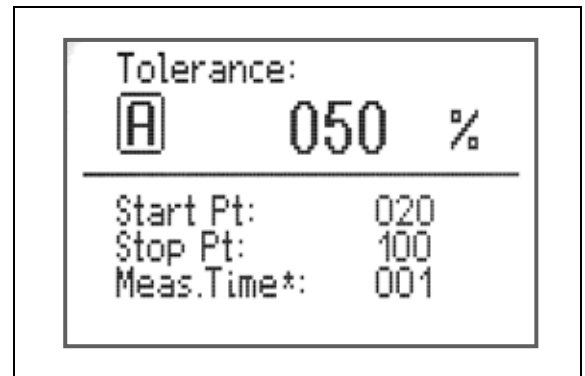 Tolerance:
A 050 %
Start Pt: 020
Stop Pt: 100
Meas.Time*: 001